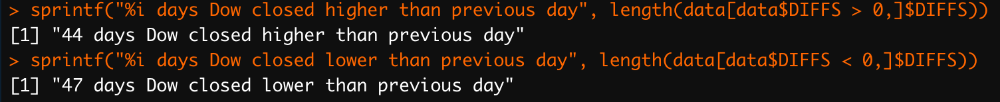 > sprintf("%i days Dow closed higher than previous day", length(data[data$DIFFS > 0,]$DIFFS))
[1] "44 days Dow closed higher than previous day"
> sprintf("%i days Dow closed lower than previous day", length(data[data$DIFFS < 0,]$DIFFS))
[1] "47 days Dow closed lower than previous day"